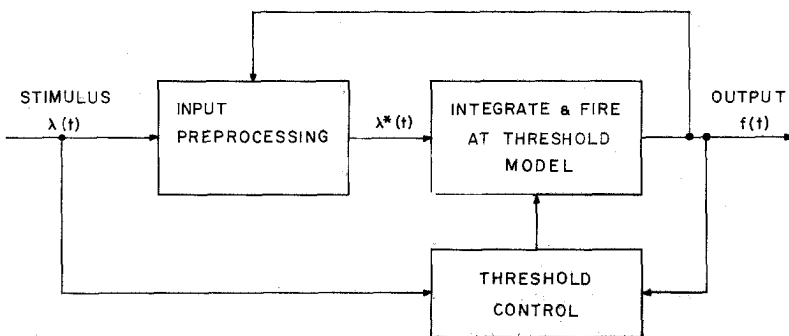 STIMULUS
λ(t)
INPUT
PREPROCESSING
λ*(t)
INTEGRATE & FIRE
AT THRESHOLD
MODEL
OUTPUT
f(t)
THRESHOLD
CONTROL